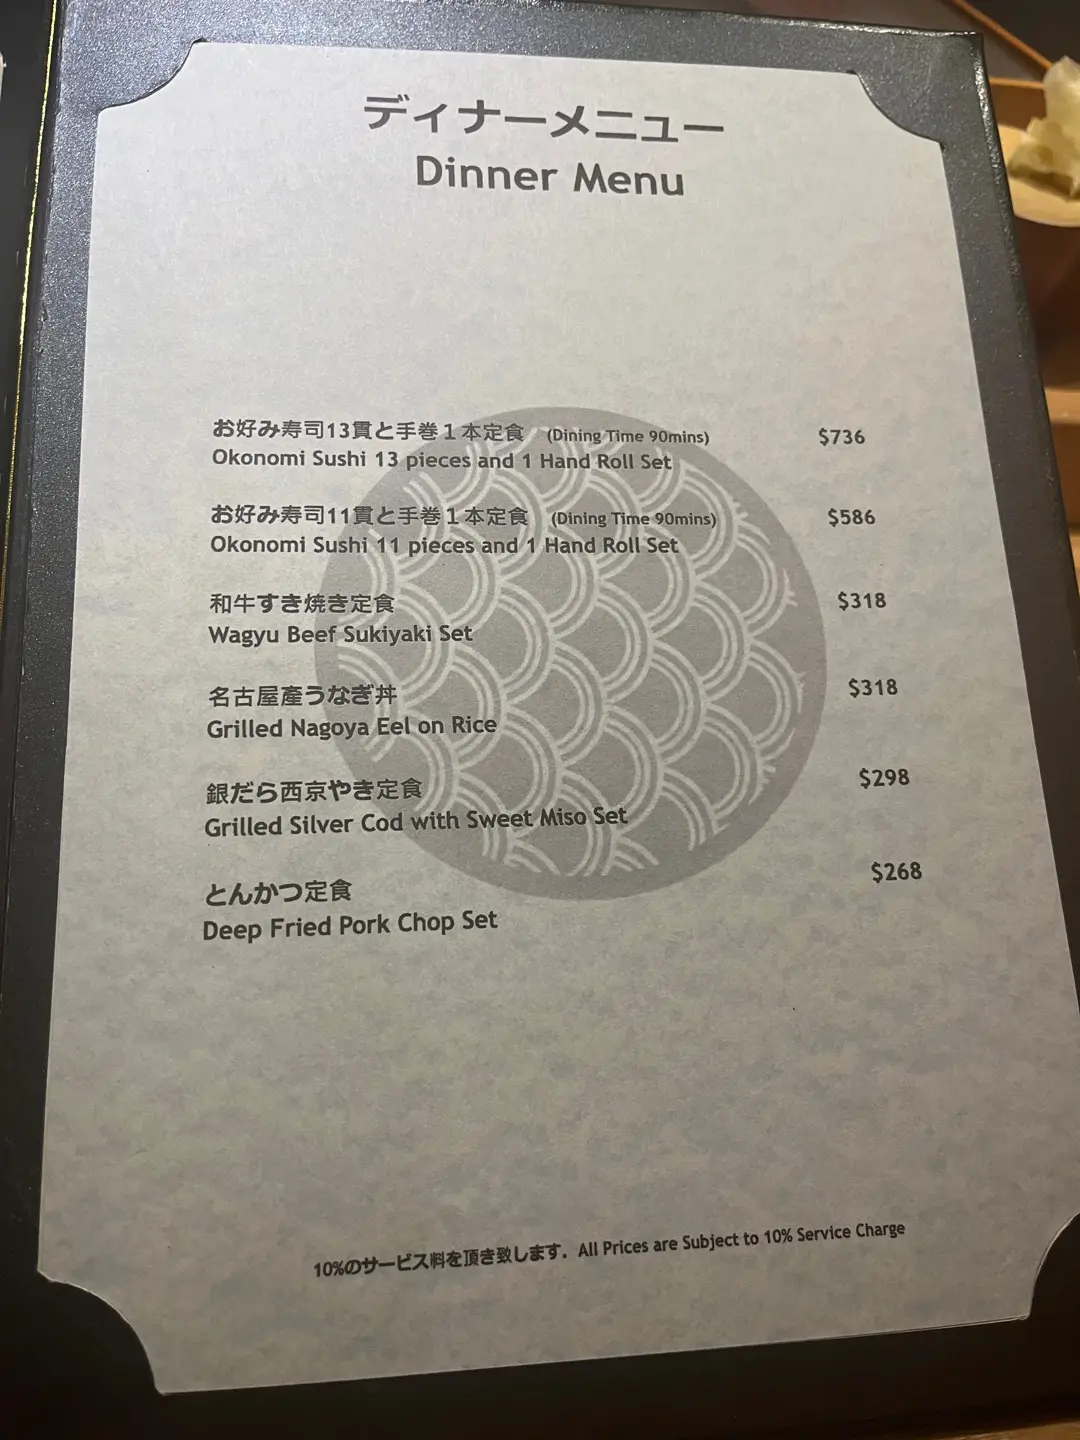 ディナーメニュー
Dinner Menu
お好み寿司13貫と手巻１本定食 (Dining Time 90mins) $736
Okonomi Sushi 13 pieces and 1 Hand Roll Set
お好み寿司11貫と手巻１本定食 (Dining Time 90mins) $586
Okonomi Sushi 11 pieces and 1 Hand Roll Set
和牛すき焼き定食 $318
Wagyu Beef Sukiyaki Set
名古屋產うなぎ丼 $318
Grilled Nagoya Eel on Rice
銀だら西京やき定食 $298
Grilled Silver Cod with Sweet Miso Set
とんかつ定食 $268
Deep Fried Pork Chop Set
10%のサービス料を頂き致します. All Prices are Subject to 10% Service Charge